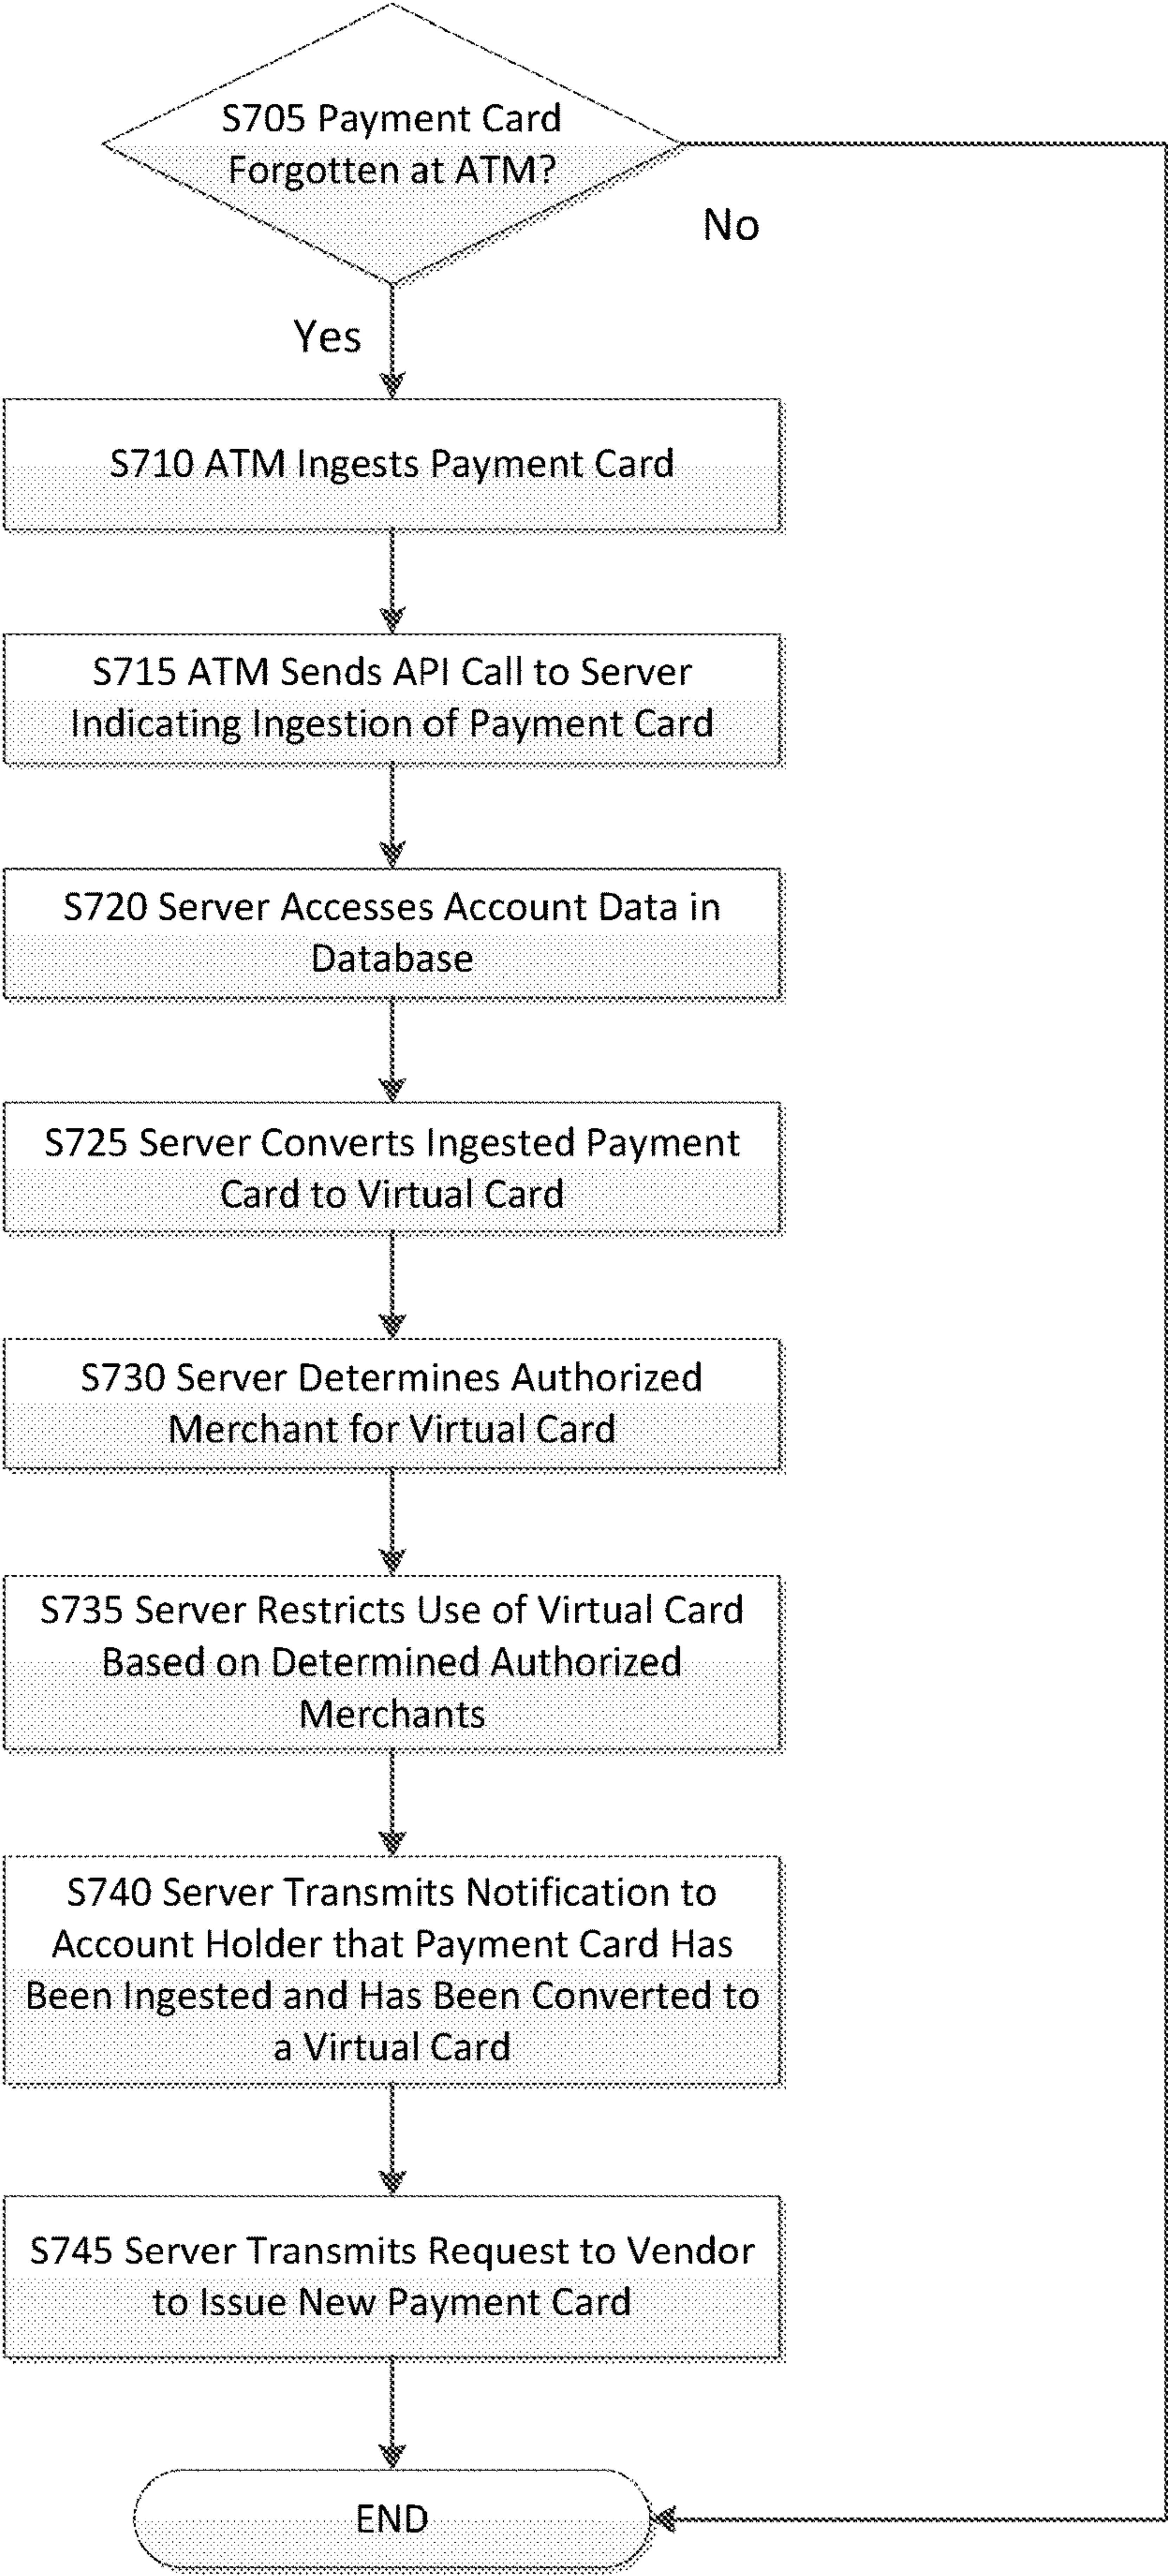 S705 Payment Card
Forgotten at ATM?
No
Yes
S710 ATM Ingests Payment Card
S715 ATM Sends API Call to Server
Indicating Ingestion of Payment Card
S720 Server Accesses Account Data in
Database
S725 Server Converts Ingested Payment
Card to Virtual Card
S730 Server Determines Authorized
Merchant for Virtual Card
S735 Server Restricts Use of Virtual Card
Based on Determined Authorized
Merchants
S740 Server Transmits Notification to
Account Holder that Payment Card Has
Been Ingested and Has Been Converted to
a Virtual Card
S745 Server Transmits Request to Vendor
to Issue New Payment Card
END